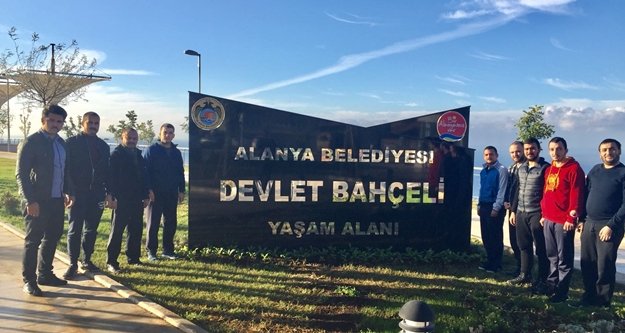 ALANYA BELEDİYESİ
DEVLET BAHÇELİ
YAŞAM ALANI